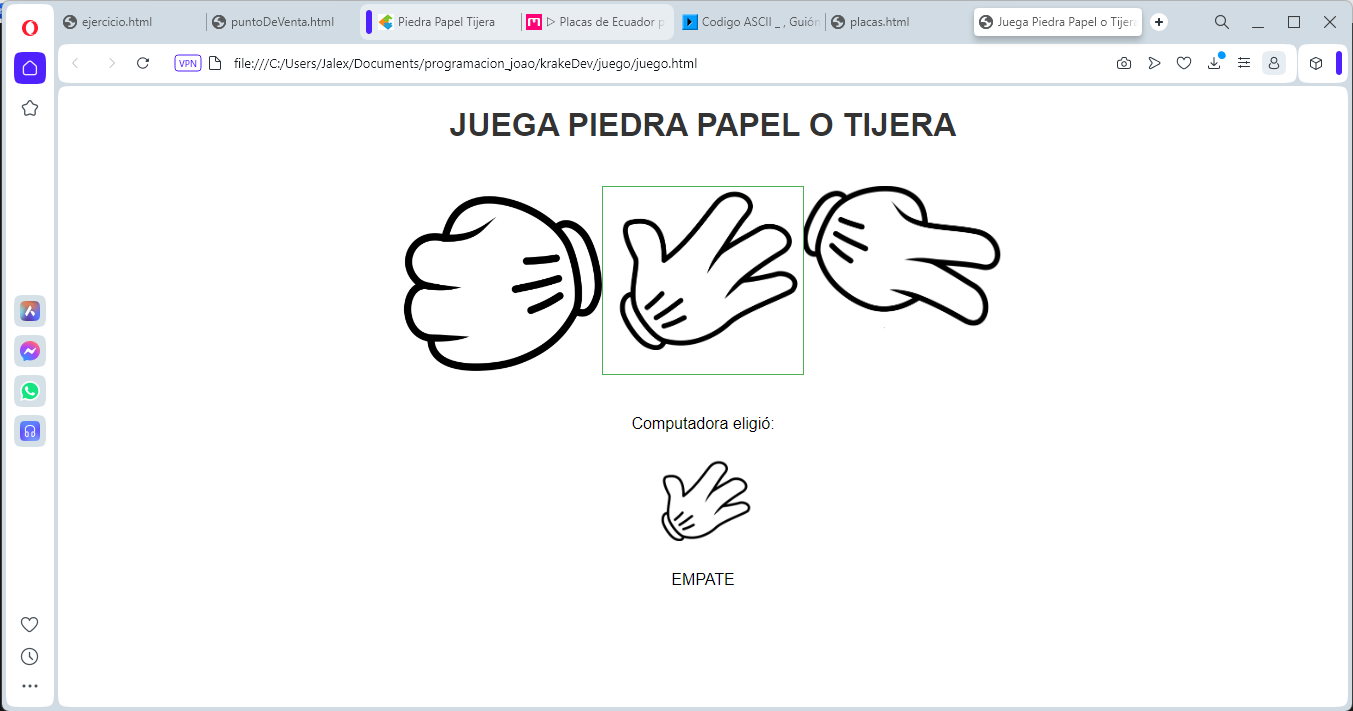 ejercicio.html
puntoDeVenta.html
Piedra Papel Tijera
▷ Placas de Ecuador p
Codigo ASCII _ , Guión
placas.html
Juega Piedra Papel o Tijera
VPN
file:///C:/Users/Jalex/Documents/programacion_joao/krakeDev/juego/juego.html
JUEGA PIEDRA PAPEL O TIJERA
Computadora eligió:
EMPATE